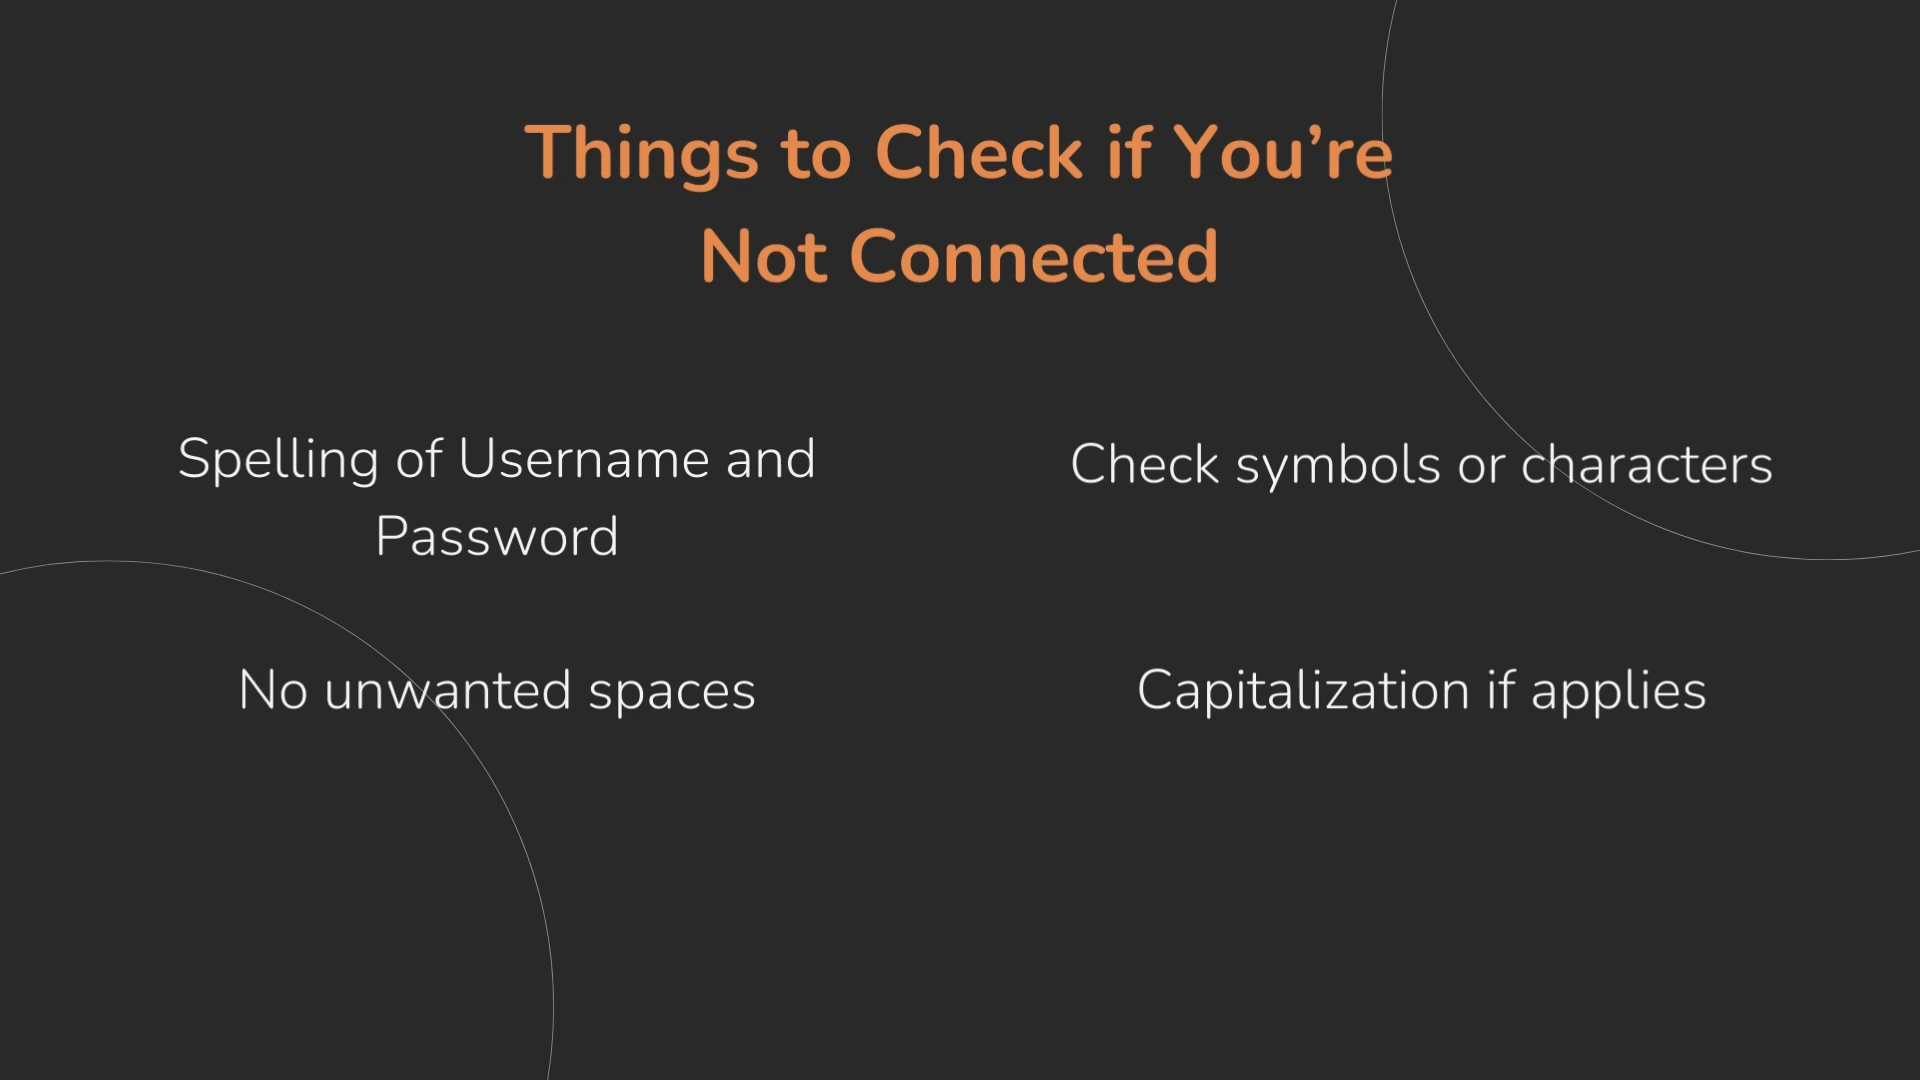 Things to Check if You’re
Not Connected
Spelling of Username and
Password
Check symbols or characters
No unwanted spaces
Capitalization if applies